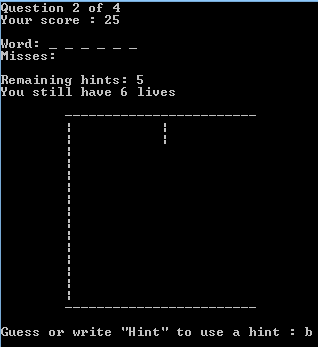 Question 2 of 4
Your score : 25
Word: _ _ _ _ _ _
Misses:
Remaining hints: 5
You still have 6 lives
Guess or write "Hint" to use a hint : b